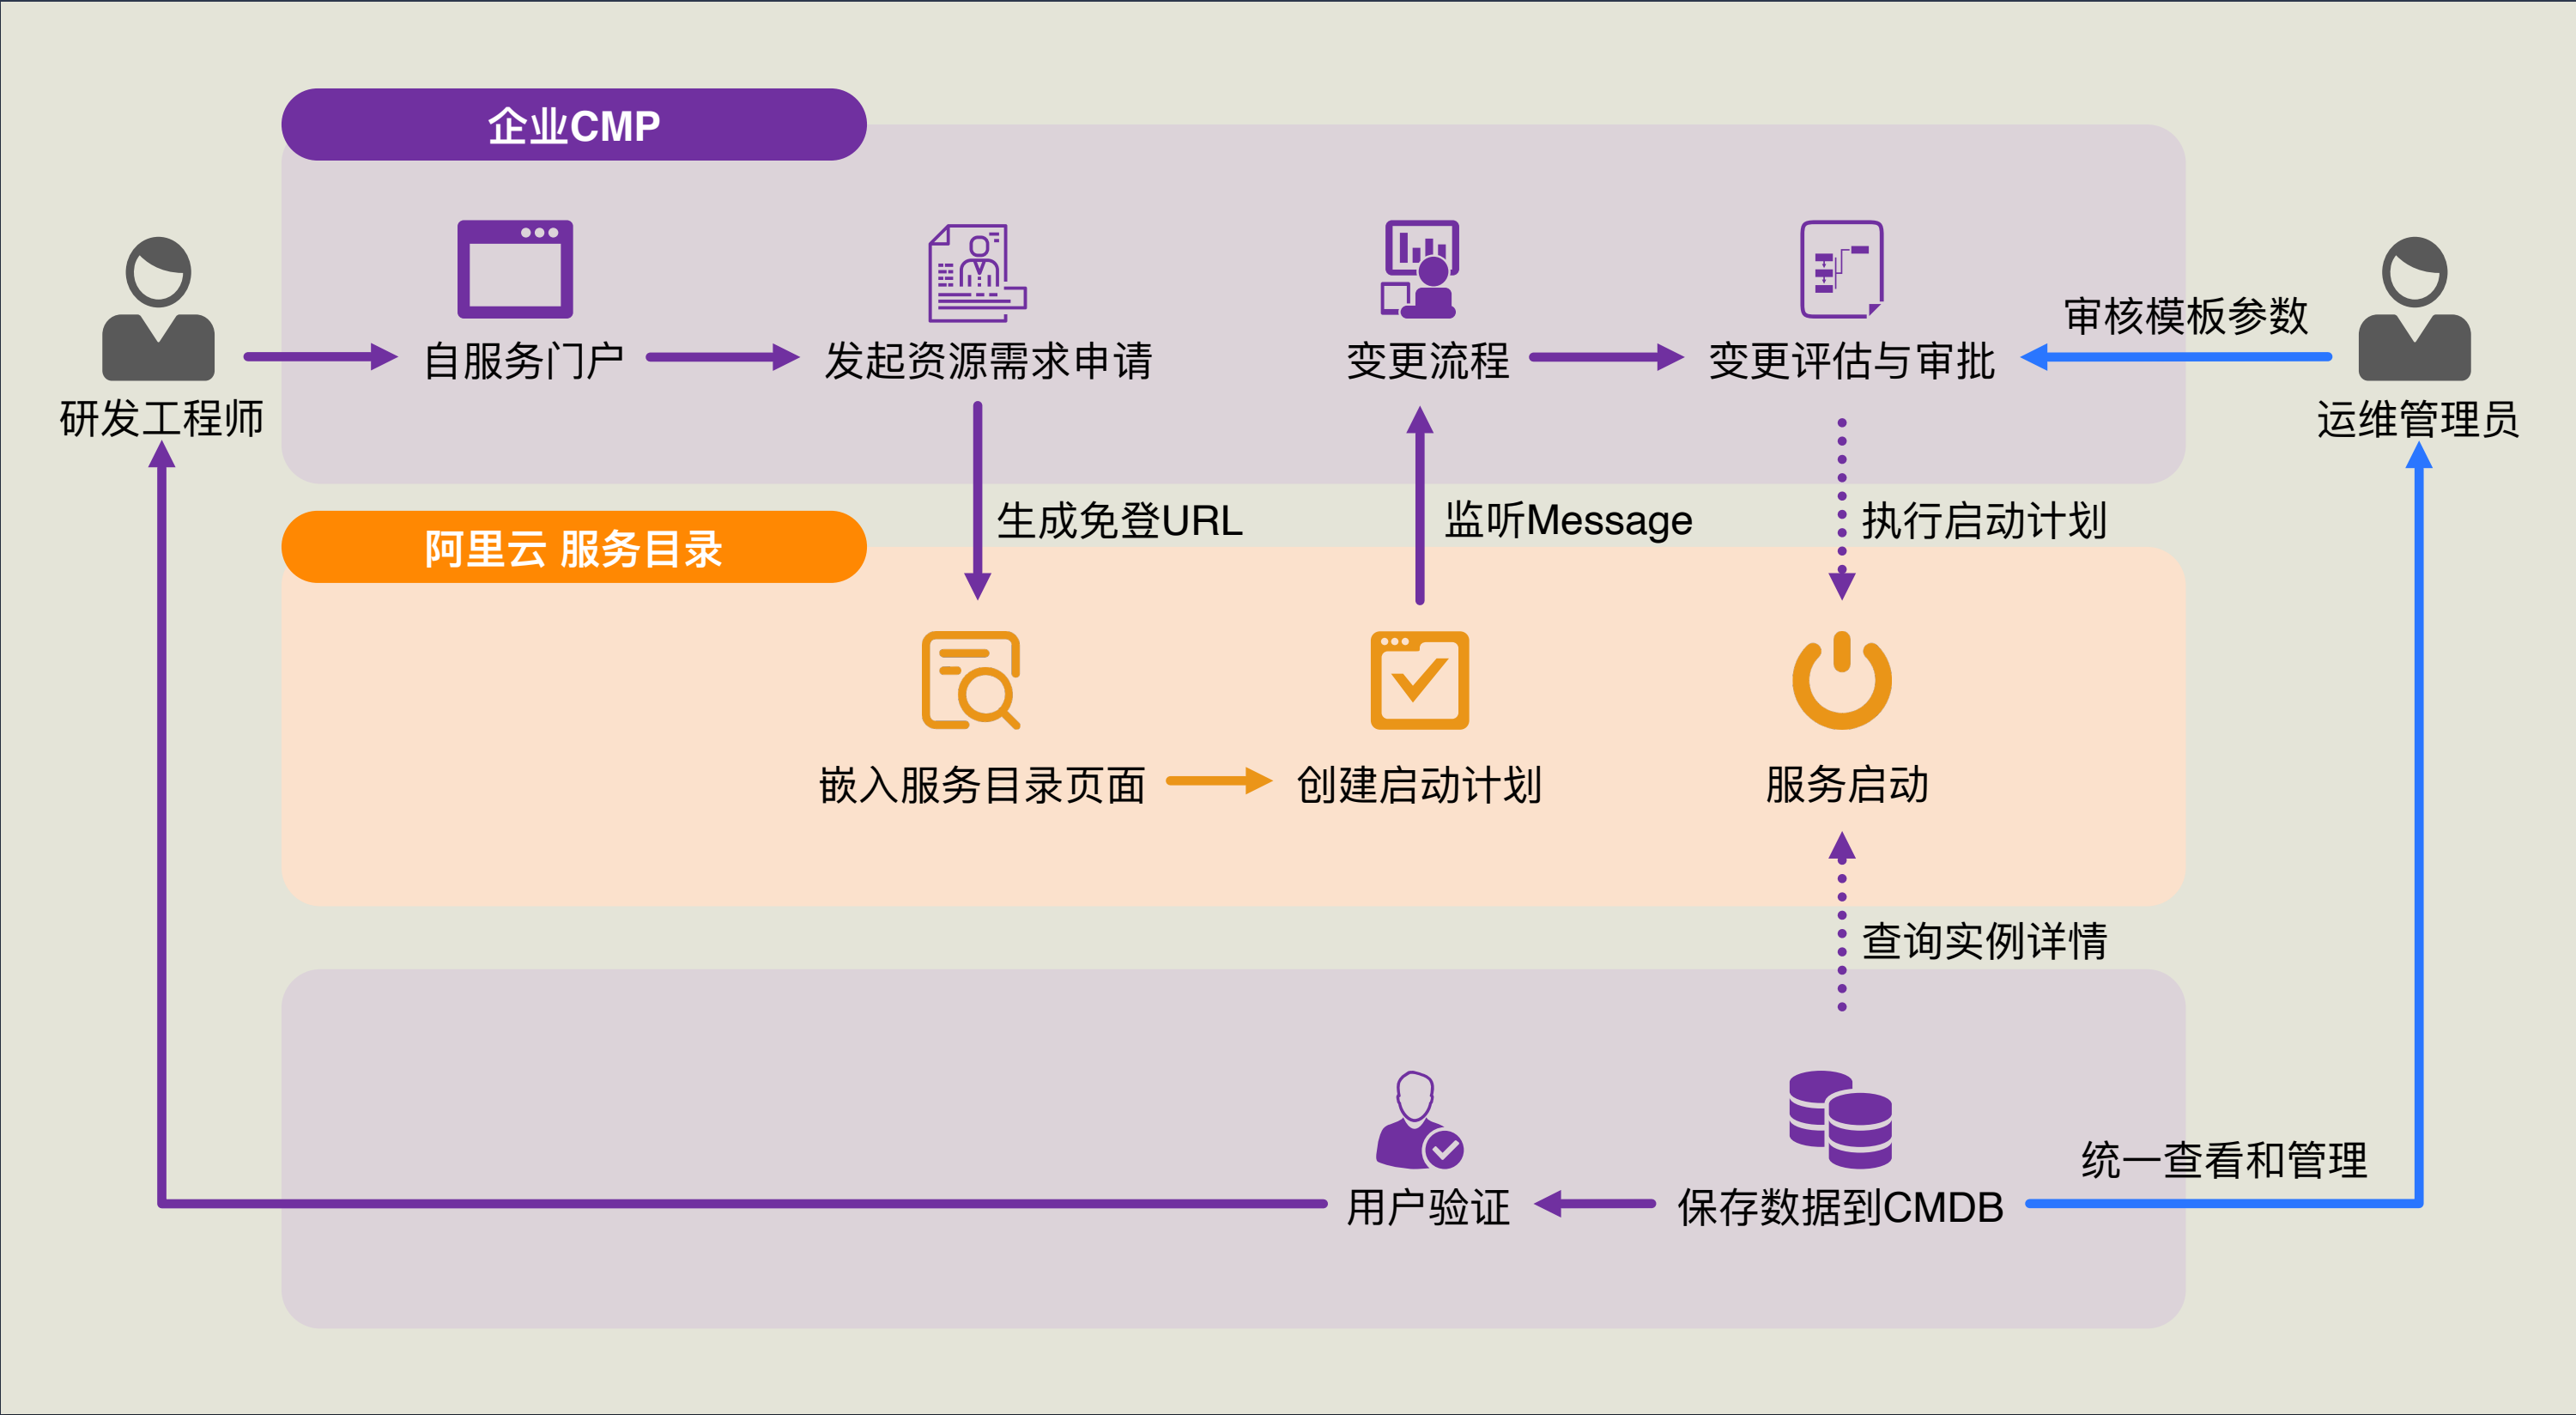 企业CMP
自服务门户
发起资源需求申请
变更流程
变更评估与审批
审核模板参数
研发工程师
运维管理员
生成免登URL
监听Message
执行启动计划
阿里云 服务目录
嵌入服务目录页面
创建启动计划
服务启动
查询实例详情
用户验证
保存数据到CMDB
统一查看和管理